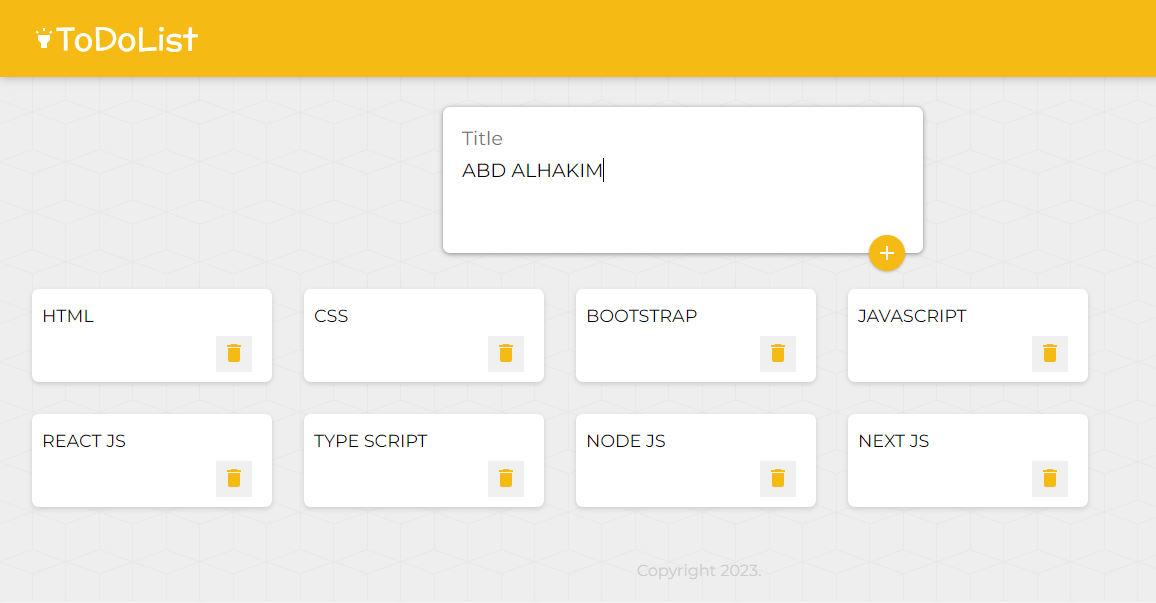 ToDoList
Title
ABD ALHAKIM
HTML
CSS
BOOTSTRAP
JAVASCRIPT
REACT JS
TYPE SCRIPT
NODE JS
NEXT JS
Copyright 2023.